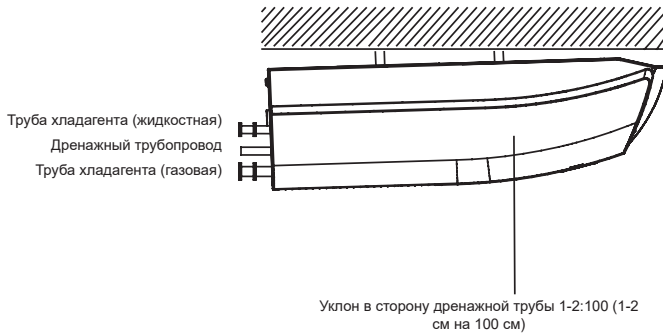 Труба хладагента (жидкостная)
Дренажный трубопровод
Труба хладагента (газовая)
Уклон в сторону дренажной трубы 1-2:100 (1-2
см на 100 см)